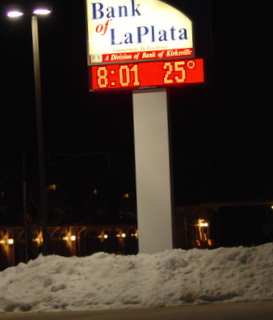 Bank
of
LaPlata
A Division of Bank of Kirksville
8:01 25°